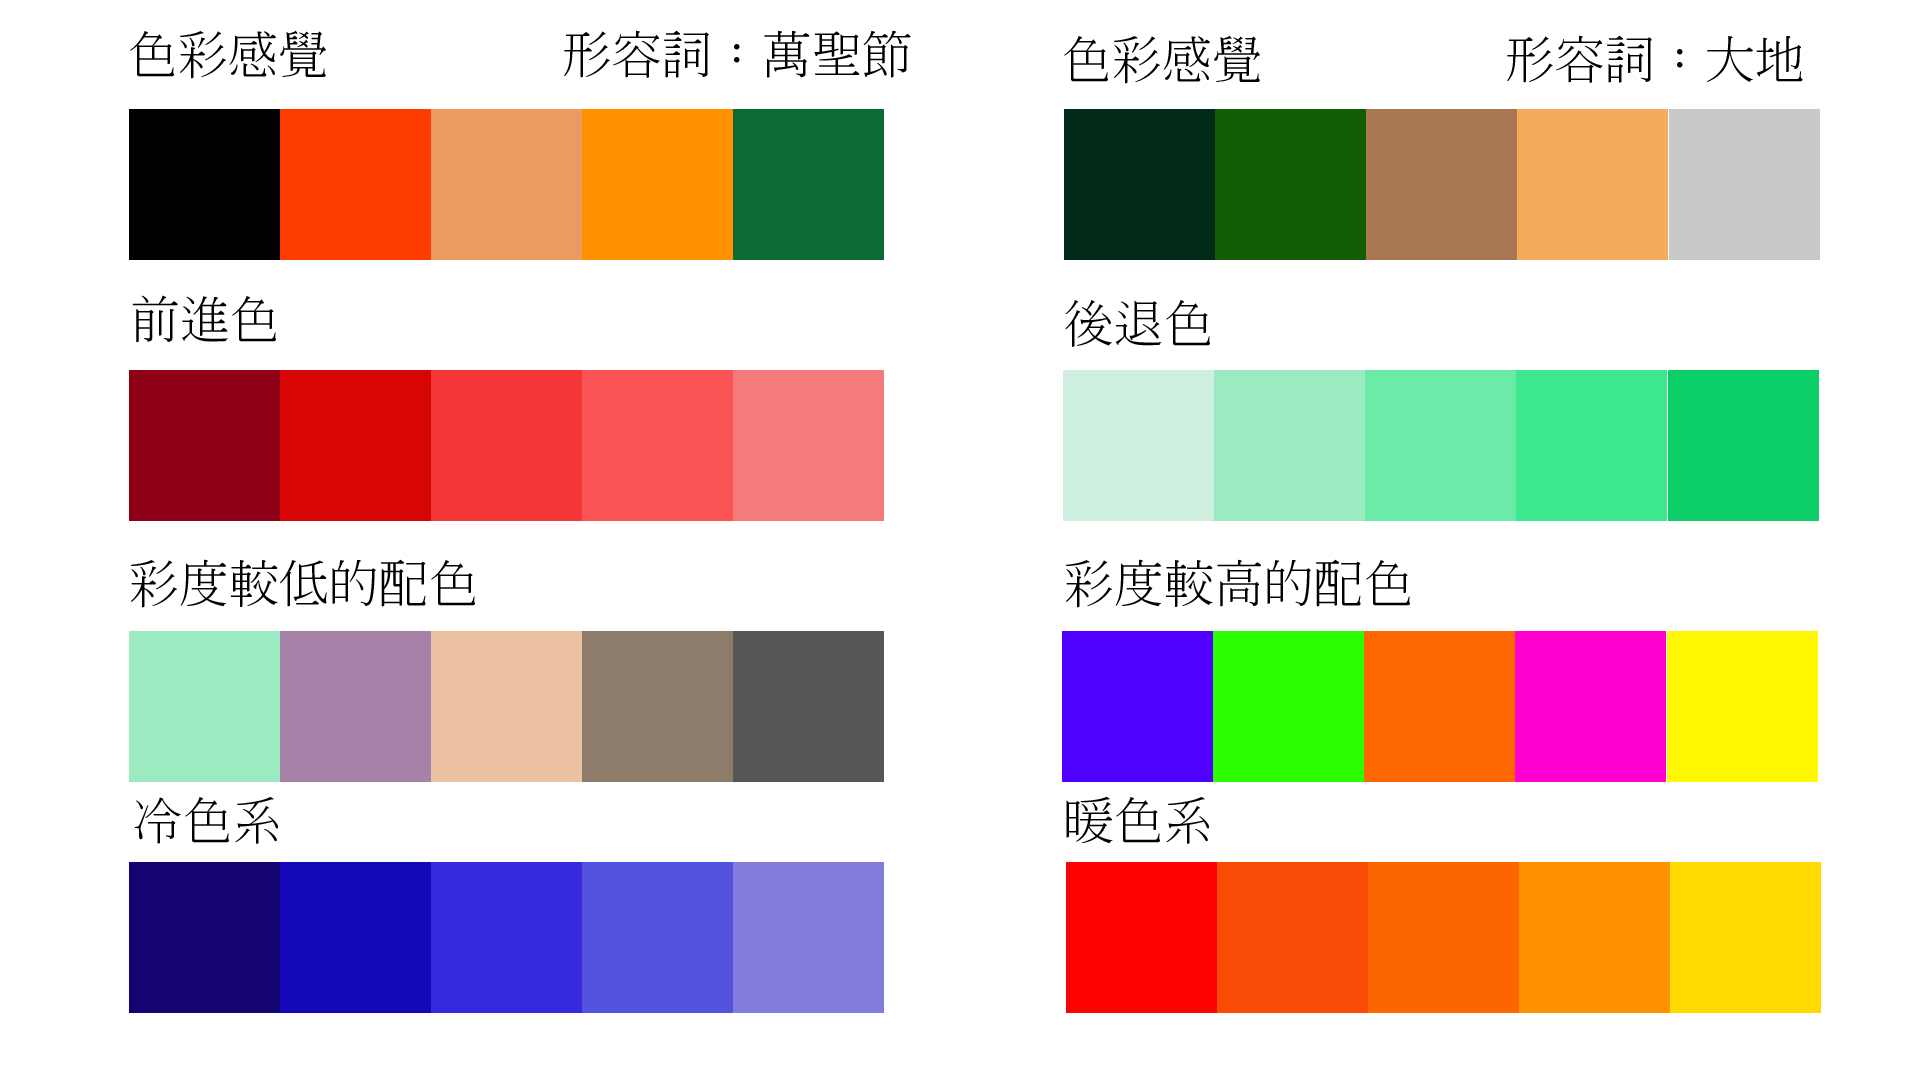 色彩感覺 形容詞：萬聖節
色彩感覺 形容詞：大地
前進色
後退色
彩度較低的配色
彩度較高的配色
冷色系
暖色系